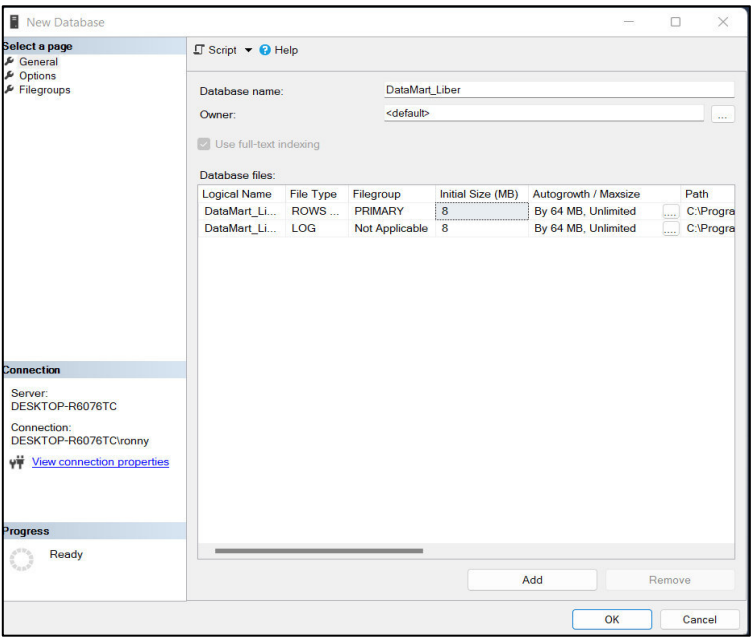 New Database
Select a page
General
Options
Filegroups
Script Help
Database name: DataMart_Liber
Owner: <default> ...
Use full-text indexing
Database files:
Logical Name File Type Filegroup Initial Size (MB) Autogrowth / Maxsize Path
DataMart_Li... ROWS ... PRIMARY 8 By 64 MB, Unlimited ... C:\Progra
DataMart_Li... LOG Not Applicable 8 By 64 MB, Unlimited ... C:\Progra
Connection
Server:
DESKTOP-R6076TC
Connection:
DESKTOP-R6076TC\ronny
View connection properties
Progress
Ready
Add Remove
OK Cancel